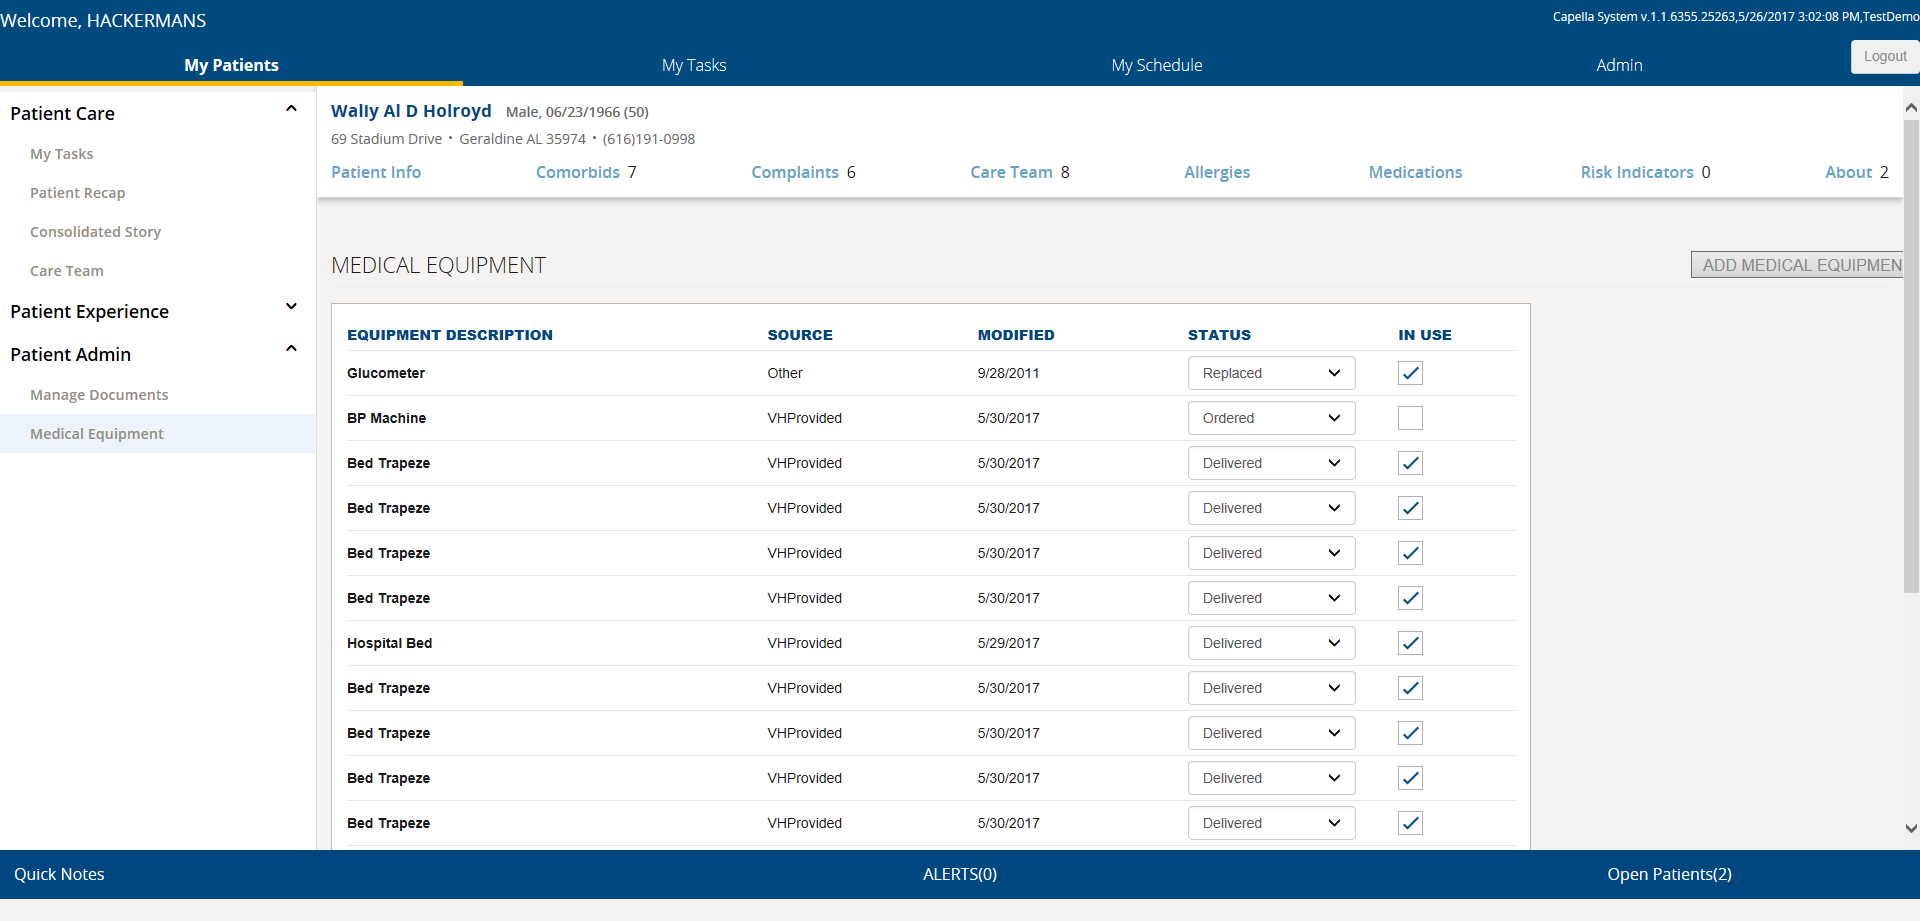 Welcome, HACKERMANS
Capella System v.1.1.6355.25263,5/26/2017 3:02:08 PM,TestDemo
My Patients My Tasks My Schedule Admin Logout
Patient Care
My Tasks
Patient Recap
Consolidated Story
Care Team
Patient Experience
Patient Admin
Manage Documents
Medical Equipment
Wally Al D Holroyd Male, 06/23/1966 (50)
69 Stadium Drive • Geraldine AL 35974 • (616)191-0998
Patient Info Comorbids 7 Complaints 6 Care Team 8 Allergies Medications Risk Indicators 0 About 2
MEDICAL EQUIPMENT ADD MEDICAL EQUIPMEN
EQUIPMENT DESCRIPTION SOURCE MODIFIED STATUS IN USE
Glucometer Other 9/28/2011 Replaced
BP Machine VHProvided 5/30/2017 Ordered
Bed Trapeze VHProvided 5/30/2017 Delivered
Bed Trapeze VHProvided 5/30/2017 Delivered
Bed Trapeze VHProvided 5/30/2017 Delivered
Bed Trapeze VHProvided 5/30/2017 Delivered
Hospital Bed VHProvided 5/29/2017 Delivered
Bed Trapeze VHProvided 5/30/2017 Delivered
Bed Trapeze VHProvided 5/30/2017 Delivered
Bed Trapeze VHProvided 5/30/2017 Delivered
Bed Trapeze VHProvided 5/30/2017 Delivered
Quick Notes ALERTS(0) Open Patients(2)